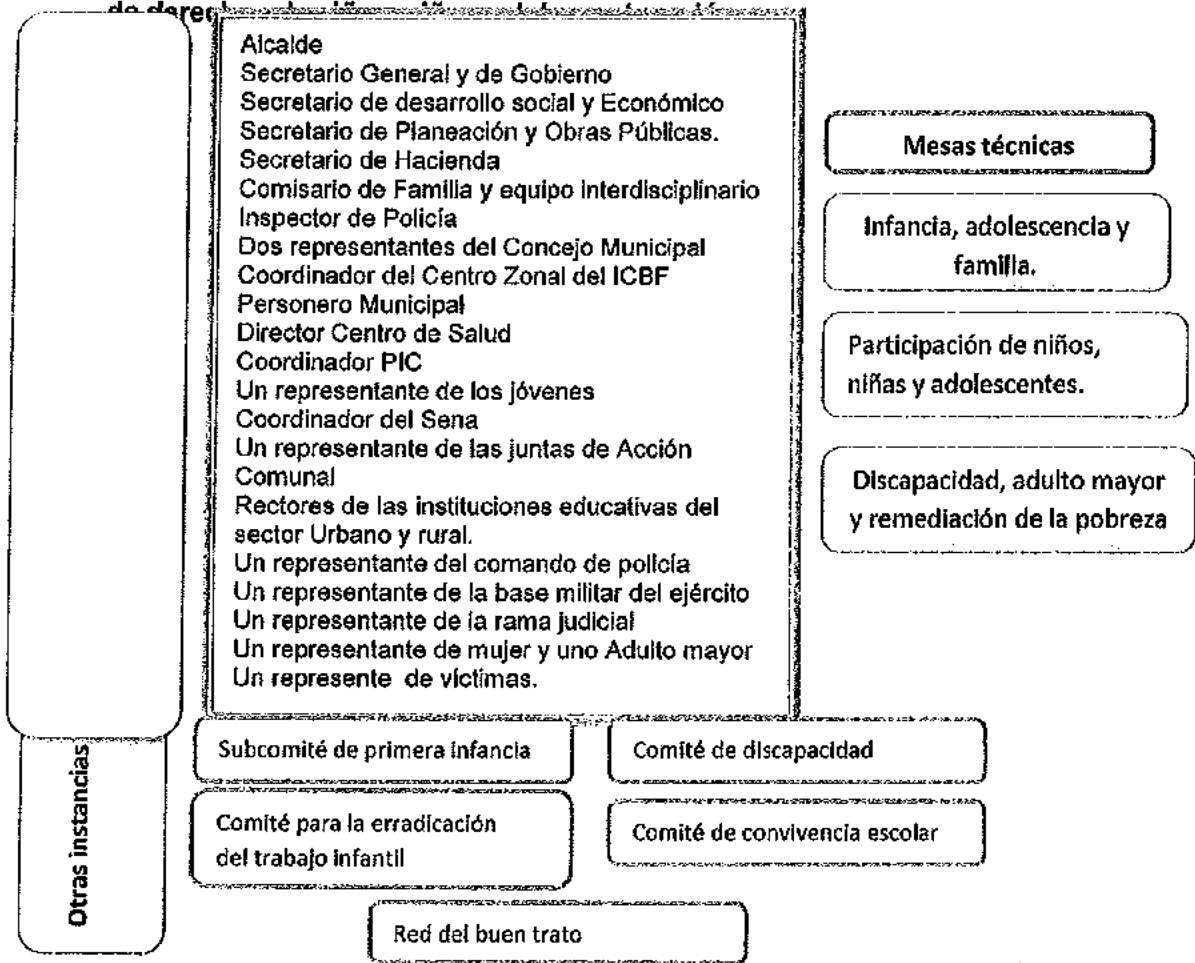 Alcalde
Secretario General y de Gobierno
Secretario de desarrollo social y Económico
Secretario de Planeación y Obras Públicas.
Secretario de Hacienda
Comisario de Familia y equipo interdisciplinario
Inspector de Policía
Dos representantes del Concejo Municipal
Coordinador del Centro Zonal del ICBF
Personero Municipal
Director Centro de Salud
Coordinador PIC
Un representante de los jóvenes
Coordinador del Sena
Un representante de las juntas de Acción
Comunal
Rectores de las instituciones educativas del
sector Urbano y rural.
Un representante del comando de policía
Un representante de la base militar del ejército
Un representante de la rama judicial
Un representante de mujer y uno Adulto mayor
Un represente de víctimas.
Mesas técnicas
Infancia, adolescencia y
familia.
Participación de niños,
niñas y adolescentes.
Discapacidad, adulto mayor
y remediación de la pobreza
Otras instancias
Subcomité de primera infancia
Comité de discapacidad
Comité para la erradicación
del trabajo infantil
Comité de convivencia escolar
Red del buen trato